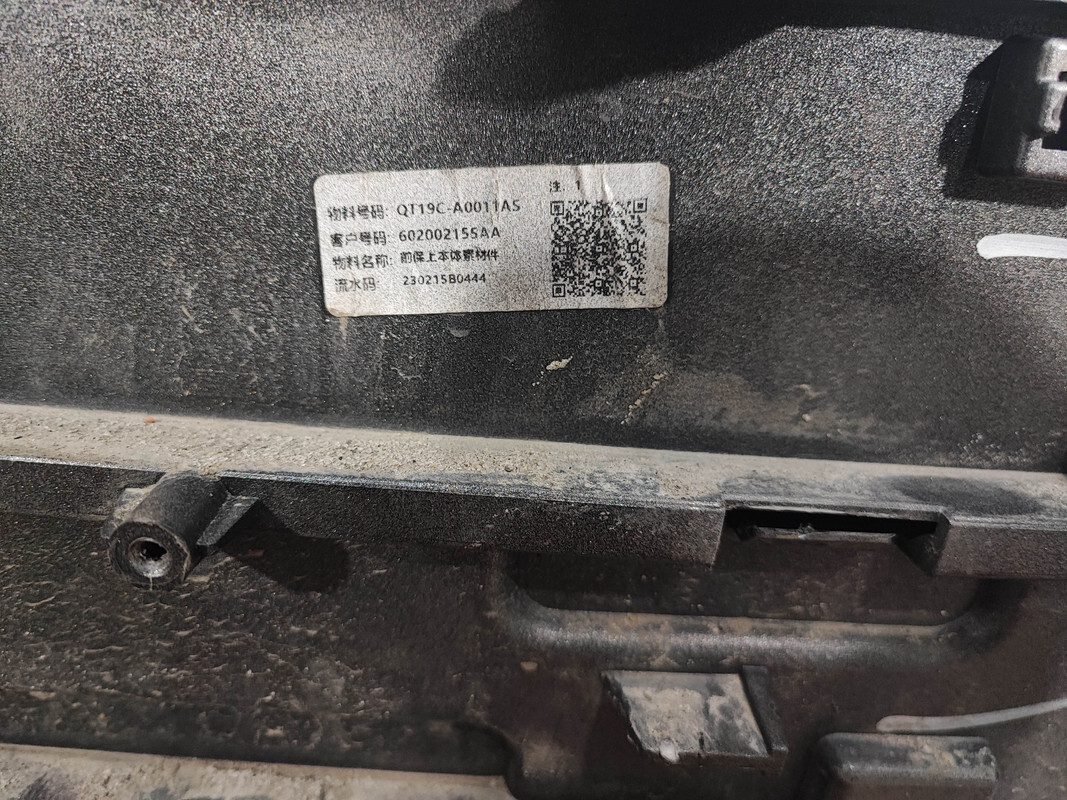 注: 1
物料号码: QT19C-A0011AS
客户号码: 602002155AA
物料名称: 前保上本体素材件
流水码: 230215B0444